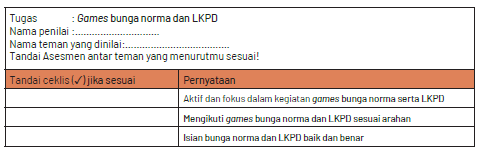 Tugas : Games bunga norma dan LKPD
Nama penilai :..............................
Nama teman yang dinilai:.....................................
Tandai Asesmen antar teman yang menurutmu sesuai!
Tandai ceklis (✓) jika sesuai Pernyataan
Aktif dan fokus dalam kegiatan games bunga norma serta LKPD
Mengikuti games bunga norma dan LKPD sesuai arahan
Isian bunga norma dan LKPD baik dan benar